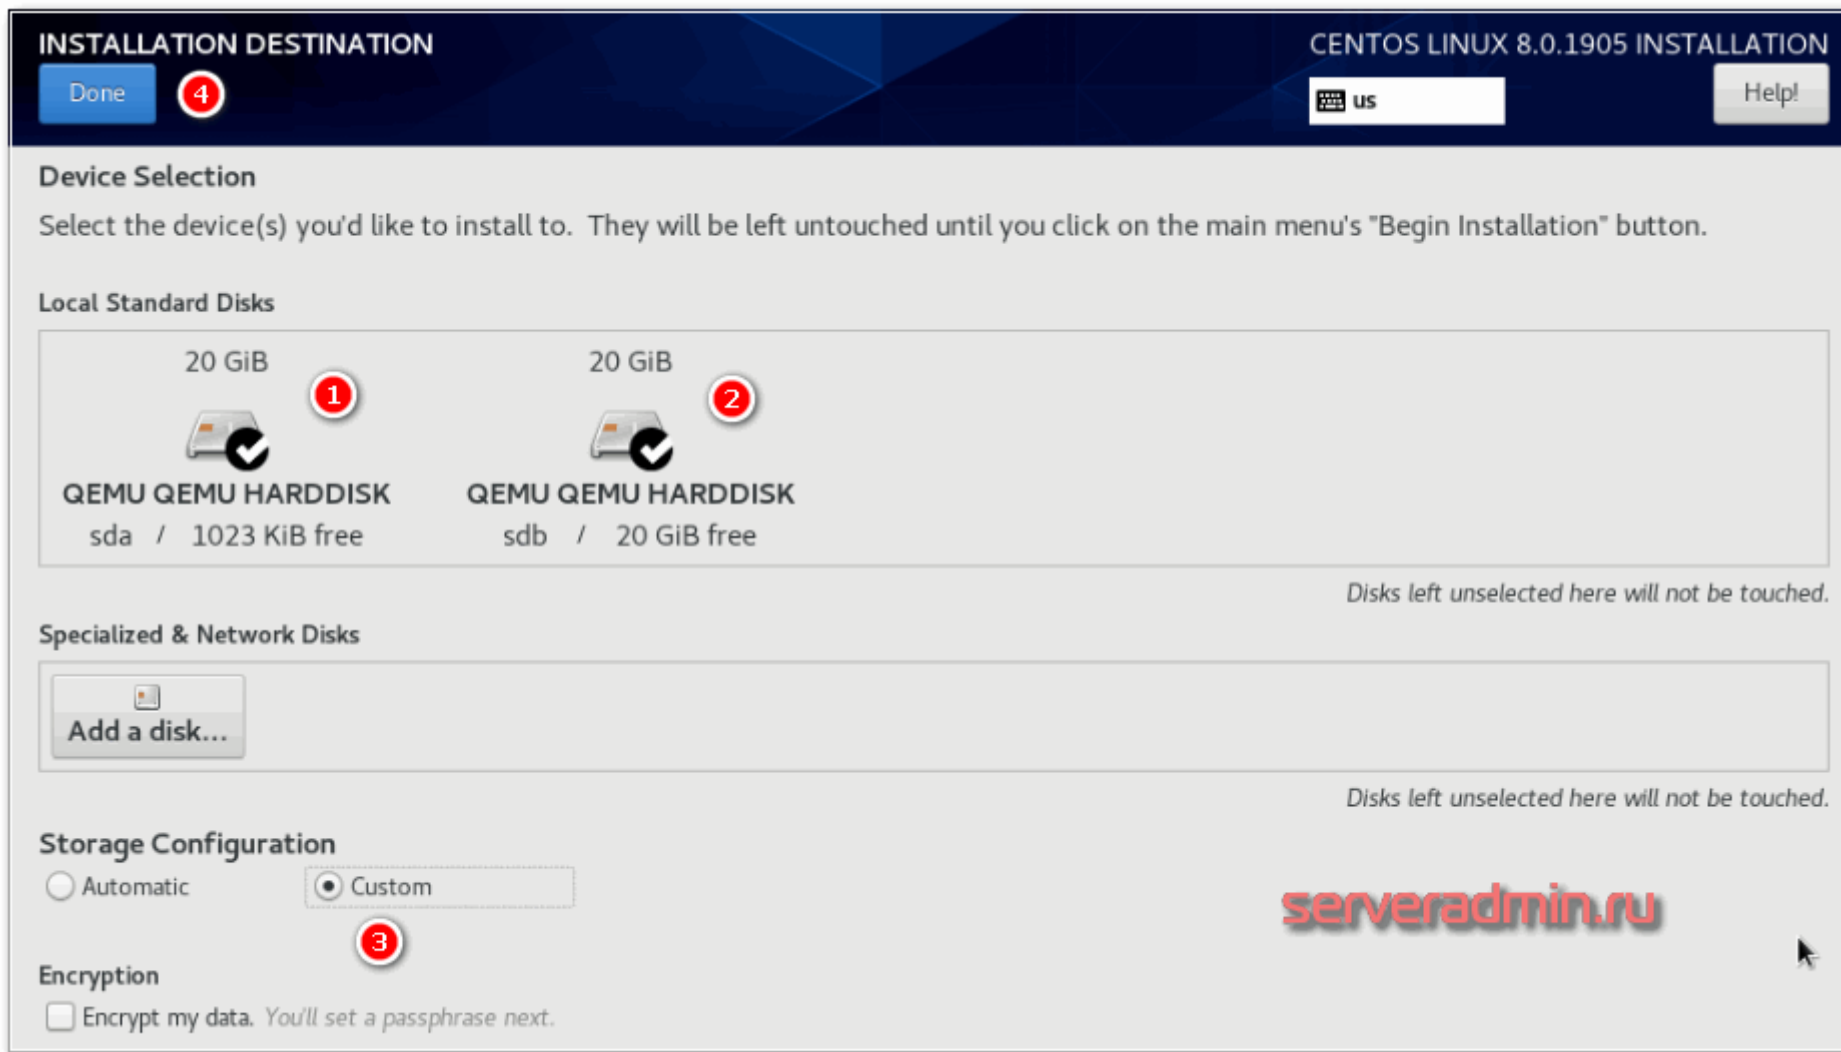 INSTALLATION DESTINATION
CENTOS LINUX 8.0.1905 INSTALLATION
Done
4
us
Help!
Device Selection
Select the device(s) you'd like to install to.  They will be left untouched until you click on the main menu's "Begin Installation" button.
Local Standard Disks
20 GiB
1
QEMU QEMU HARDDISK
sda / 1023 KiB free
20 GiB
2
QEMU QEMU HARDDISK
sdb / 20 GiB free
Disks left unselected here will not be touched.
Specialized & Network Disks
Add a disk...
Disks left unselected here will not be touched.
Storage Configuration
Automatic
Custom
3
serveradmin.ru
Encryption
Encrypt my data. You'll set a passphrase next.